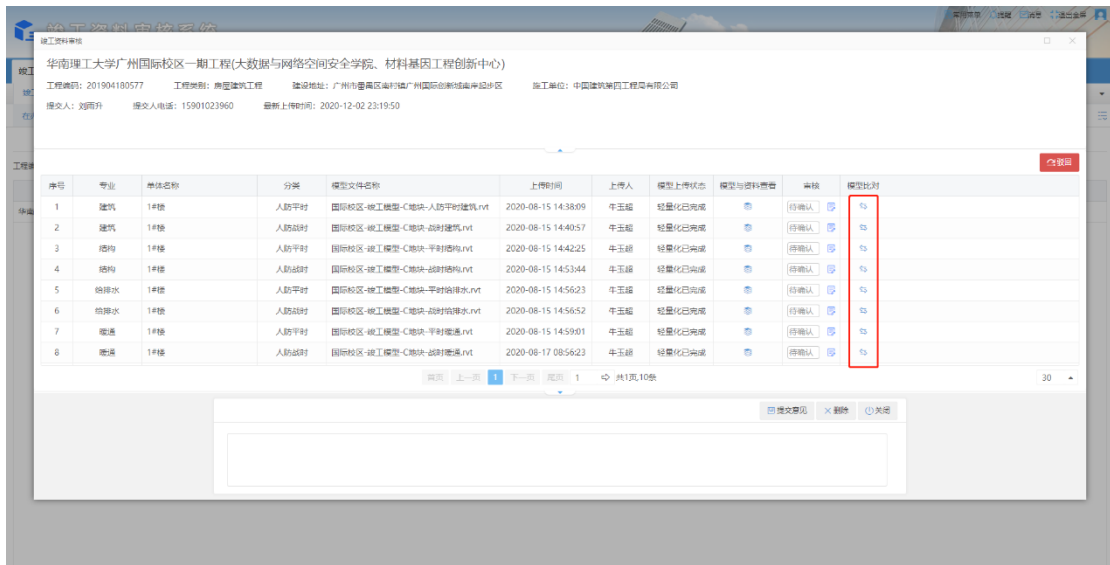 竣工资料审核系统
在线 消息 退出全屏
竣工资料审核
华南理工大学广州国际校区一期工程(大数据与网络空间安全学院、材料基因工程创新中心)
工程编码：201904180577 工程类别：房屋建筑工程 建设地址：广州市番禺区南村镇广州国际创新城南岸起步区 施工单位：中国建筑第四工程局有限公司
提交人：刘雨升 提交人电话：15901023960 最新上传时间：2020-12-02 23:19:50
驳回
序号 专业 单体名称 分类 模型文件名称 上传时间 上传人 模型上传状态 模型与资料查看 审核 模型比对
1 建筑 1#楼 人防平时 国际校区-竣工模型-C地块-人防平时建筑.rvt 2020-08-15 14:38:09 牛玉超 轻量化已完成 待确认
2 建筑 1#楼 人防战时 国际校区-竣工模型-C地块-战时建筑.rvt 2020-08-15 14:40:57 牛玉超 轻量化已完成 待确认
3 结构 1#楼 人防平时 国际校区-竣工模型-C地块-平时结构.rvt 2020-08-15 14:42:25 牛玉超 轻量化已完成 待确认
4 结构 1#楼 人防战时 国际校区-竣工模型-C地块-战时结构.rvt 2020-08-15 14:53:44 牛玉超 轻量化已完成 待确认
5 给排水 1#楼 人防平时 国际校区-竣工模型-C地块-平时给排水.rvt 2020-08-15 14:56:23 牛玉超 轻量化已完成 待确认
6 给排水 1#楼 人防战时 国际校区-竣工模型-C地块-战时给排水.rvt 2020-08-15 14:56:52 牛玉超 轻量化已完成 待确认
7 暖通 1#楼 人防平时 国际校区-竣工模型-C地块-平时暖通.rvt 2020-08-15 14:59:01 牛玉超 轻量化已完成 待确认
8 暖通 1#楼 人防战时 国际校区-竣工模型-C地块-战时暖通.rvt 2020-08-17 08:56:23 牛玉超 轻量化已完成 待确认
首页 上一页 1 下一页 尾页 1 共1页,10条 30
提交意见 删除 关闭